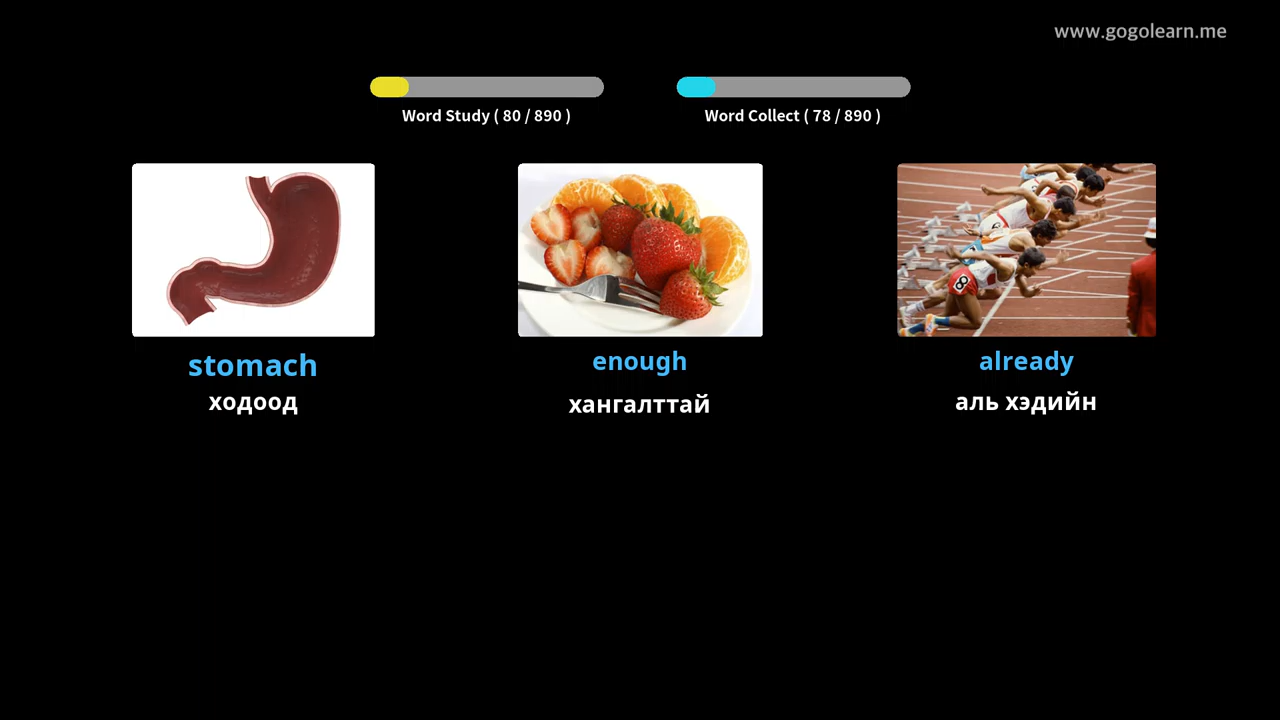 www.gogolearn.me
Word Study ( 80 / 890 )
Word Collect ( 78 / 890 )
stomach
ходоод
enough
хангалттай
already
аль хэдийн